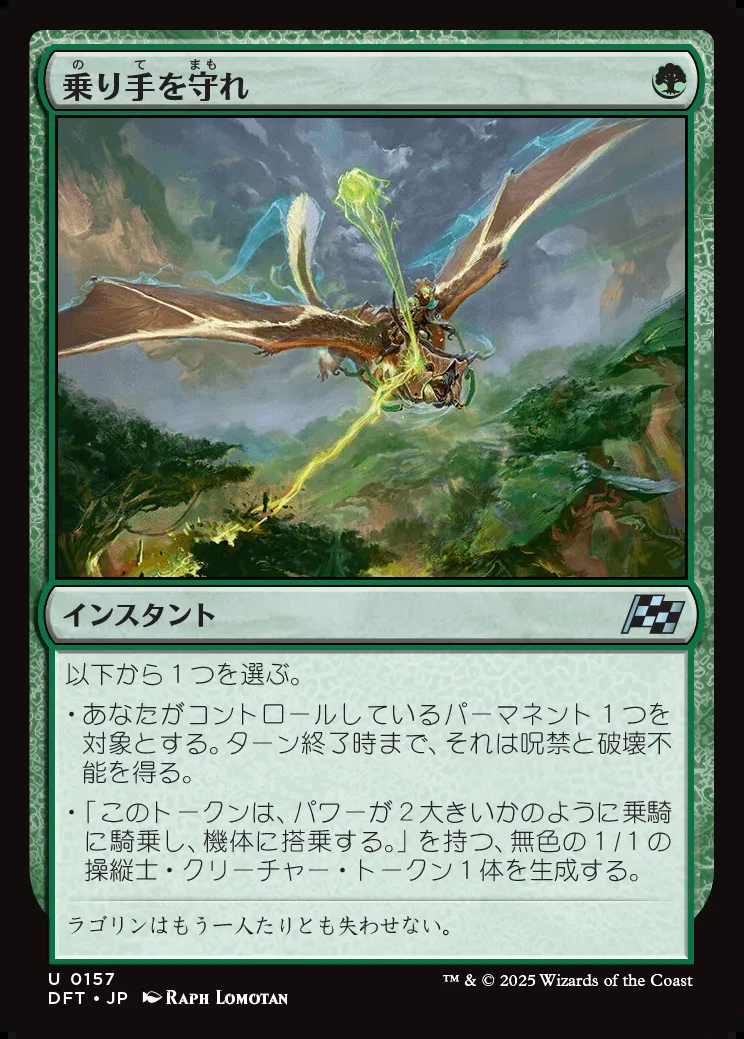 乗り手を守れ
インスタント
以下から１つを選ぶ。
・あなたがコントロールしているパーマネント１つを
対象とする。ターン終了時まで、それは呪禁と破壊不
能を得る。
・「このトークンは、パワーが２大きいかのように乗騎
に騎乗し、機体に搭乗する。」を持つ、無色の１/１の
操縦士・クリーチャー・トークン１体を生成する。
ラゴリンはもう一人たりとも失わせない。
U 0157
DFT • JP Raph Lomotan
™ & © 2025 Wizards of the Coast